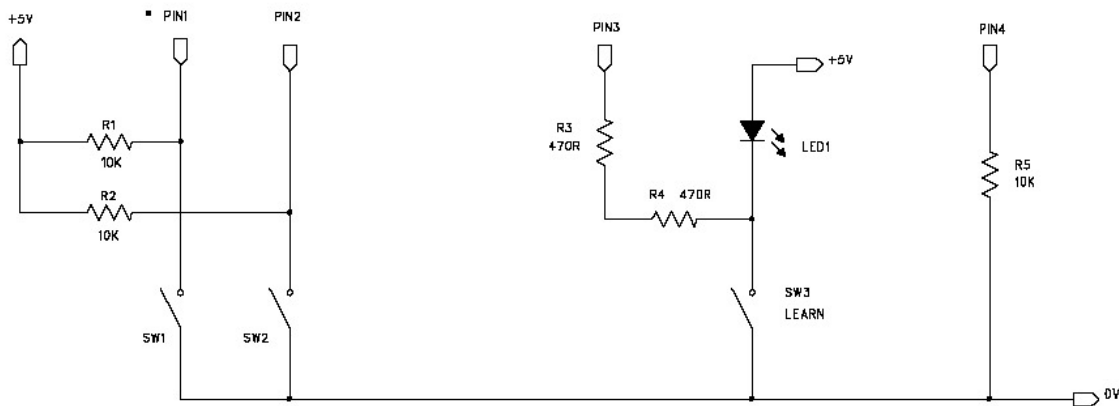 +5V
PIN1
PIN2
PIN3
+5V
PIN4
R1
10K
R2
10K
R3
470R
R4 470R
LED1
R5
10K
SW1
SW2
SW3
LEARN
0V